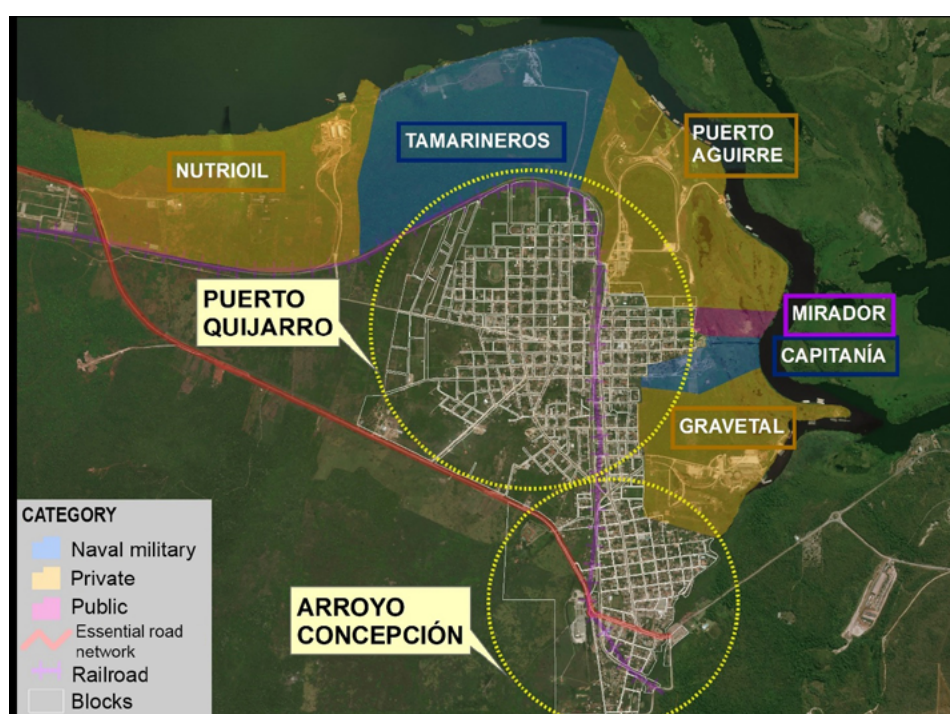 TAMARINEROS
PUERTO
AGUIRRE
NUTRIOIL
PUERTO
QUIJARRO
MIRADOR
CAPITANÍA
GRAVETAL
ARROYO
CONCEPCIÓN
CATEGORY
Naval military
Private
Public
Essential road
network
Railroad
Blocks